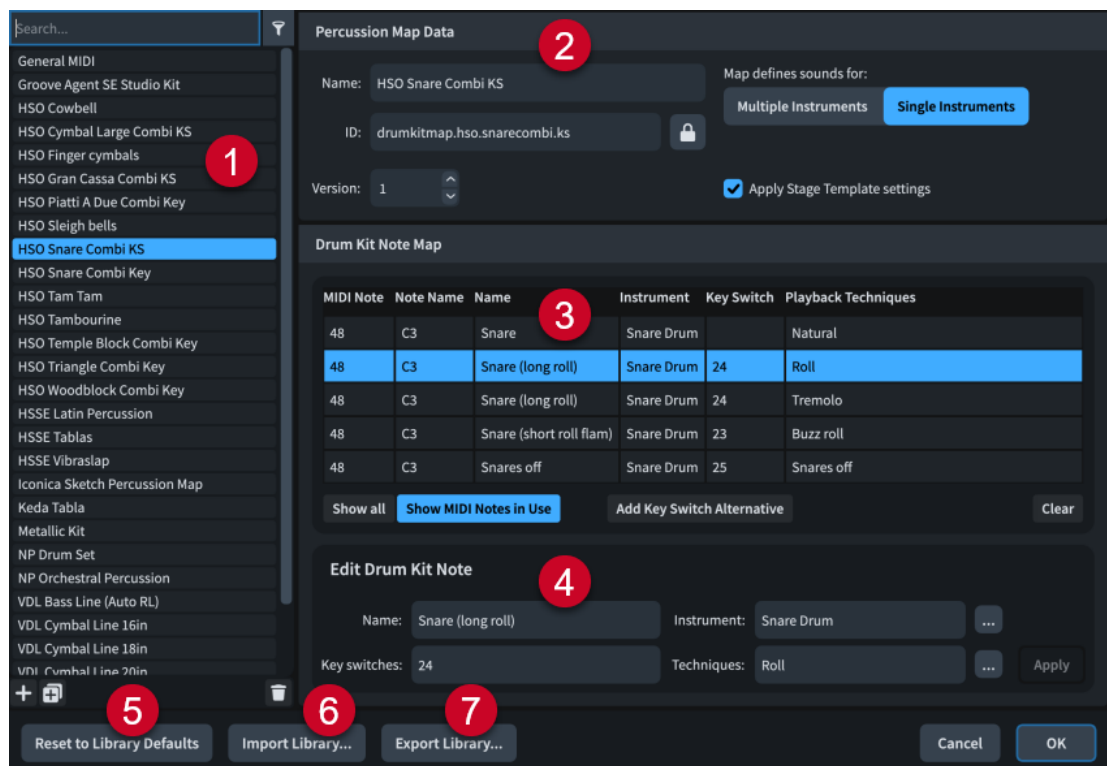 Search...
General MIDI
Groove Agent SE Studio Kit
HSO Cowbell
HSO Cymbal Large Combi KS
HSO Finger cymbals
HSO Gran Cassa Combi KS
HSO Piatti A Due Combi Key
HSO Sleigh bells
HSO Snare Combi KS
HSO Snare Combi Key
HSO Tam Tam
HSO Tambourine
HSO Temple Block Combi Key
HSO Triangle Combi Key
HSO Woodblock Combi Key
HSSE Latin Percussion
HSSE Tablas
HSSE Vibraslap
Iconica Sketch Percussion Map
Keda Tabla
Metallic Kit
NP Drum Set
NP Orchestral Percussion
VDL Bass Line (Auto RL)
VDL Cymbal Line 16in
VDL Cymbal Line 18in
VDL Cymbal Line 20in
1
Percussion Map Data
2
Name: HSO Snare Combi KS
Map defines sounds for:
Multiple Instruments Single Instruments
ID: drumkitmap.hso.snarecombi.ks
Version: 1
Apply Stage Template settings
Drum Kit Note Map
MIDI Note Note Name Name Instrument Key Switch Playback Techniques
3
48 C3 Snare Snare Drum Natural
48 C3 Snare (long roll) Snare Drum 24 Roll
48 C3 Snare (long roll) Snare Drum 24 Tremolo
48 C3 Snare (short roll flam) Snare Drum 23 Buzz roll
48 C3 Snares off Snare Drum 25 Snares off
Show all Show MIDI Notes in Use Add Key Switch Alternative Clear
Edit Drum Kit Note
4
Name: Snare (long roll) Instrument: Snare Drum ...
Key switches: 24 Techniques: Roll ... Apply
5 6 7
Reset to Library Defaults Import Library... Export Library... Cancel OK